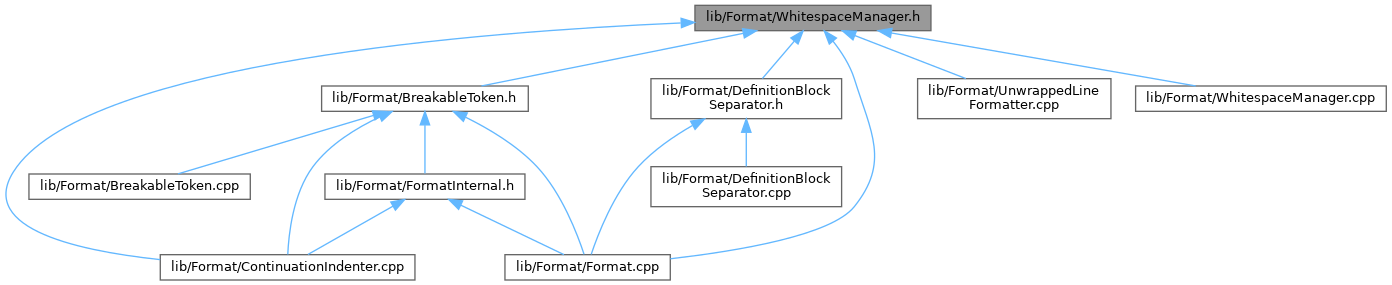 lib/Format/WhitespaceManager.h
lib/Format/BreakableToken.h
lib/Format/DefinitionBlock
Separator.h
lib/Format/UnwrappedLine
Formatter.cpp
lib/Format/WhitespaceManager.cpp
lib/Format/BreakableToken.cpp
lib/Format/FormatInternal.h
lib/Format/DefinitionBlock
Separator.cpp
lib/Format/ContinuationIndenter.cpp
lib/Format/Format.cpp